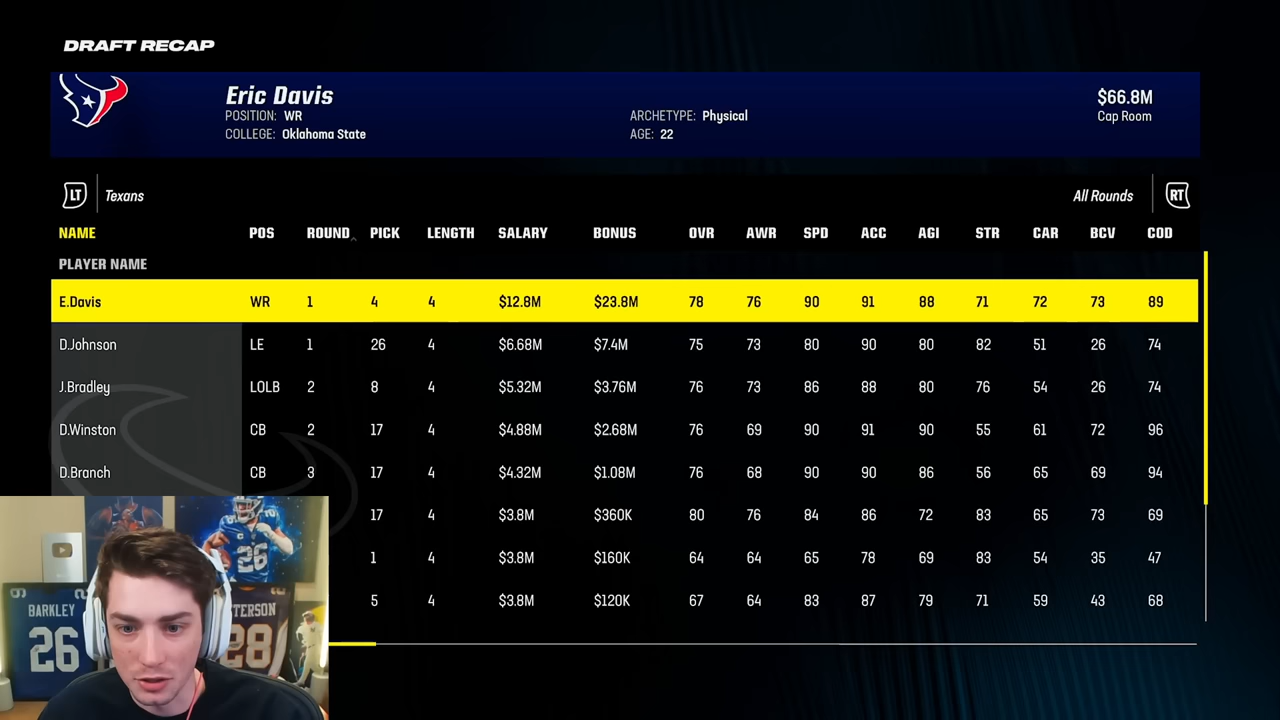 DRAFT RECAP
Eric Davis
POSITION: WR
COLLEGE: Oklahoma State
ARCHETYPE: Physical
AGE: 22
$66.8M
Cap Room
LT Texans
All Rounds RT
NAME POS ROUND PICK LENGTH SALARY BONUS OVR AWR SPD ACC AGI STR CAR BCV COD
PLAYER NAME
E.Davis WR 1 4 4 $12.8M $23.8M 78 76 90 91 88 71 72 73 89
D.Johnson LE 1 26 4 $6.68M $7.4M 75 73 80 90 80 82 51 26 74
J.Bradley LOLB 2 8 4 $5.32M $3.76M 76 73 86 88 80 76 54 26 74
D.Winston CB 2 17 4 $4.88M $2.68M 76 69 90 91 90 55 61 72 96
D.Branch CB 3 17 4 $4.32M $1.08M 76 68 90 90 86 56 65 69 94
17 4 $3.8M $360K 80 76 84 86 72 83 65 73 69
1 4 $3.8M $160K 64 64 65 78 69 83 54 35 47
5 4 $3.8M $120K 67 64 83 87 79 71 59 43 68
26
BARKLEY
26
TERSON
28